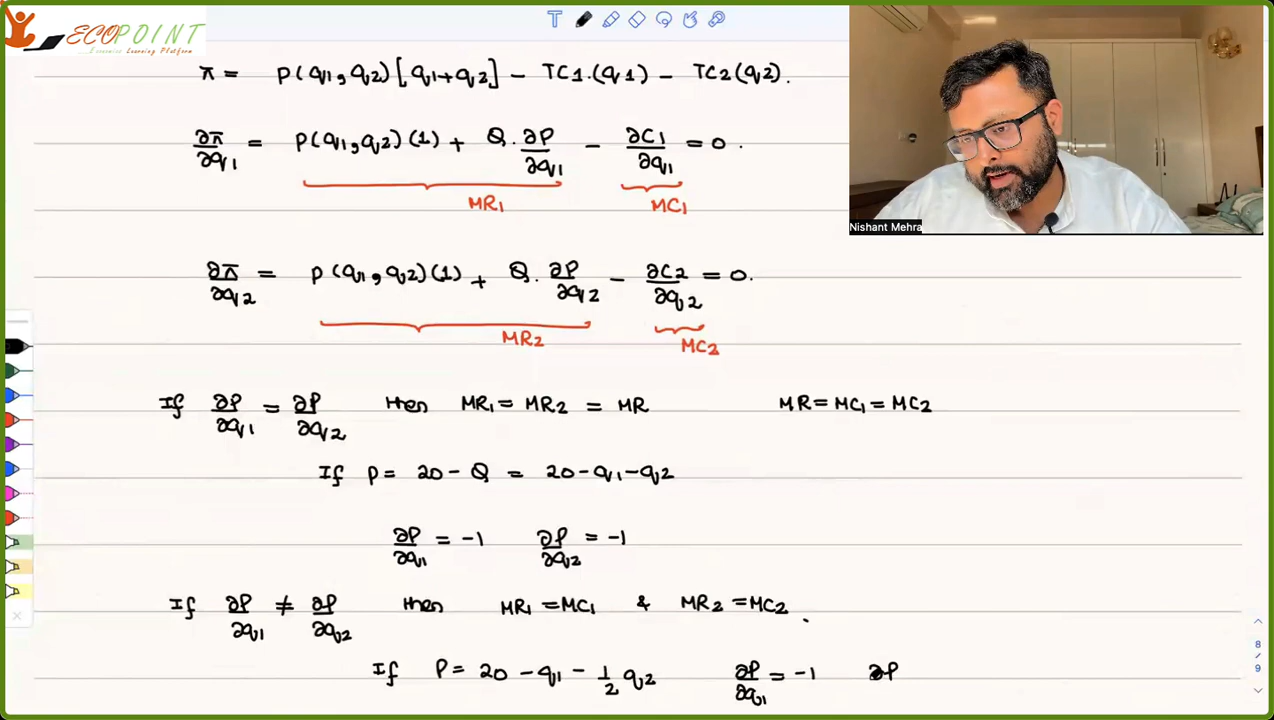 ECOPOINT
Economics Learning Platform
π = P(q1, q2)[q1+q2] - TC1.(q1) - TC2(q2).
∂π/∂q1 = P(q1, q2)(1) + Q.∂P/∂q1 - ∂C1/∂q1 = 0.
MR1 MC1
Nishant Mehra
∂π/∂q2 = P(q1, q2)(1) + Q.∂P/∂q2 - ∂C2/∂q2 = 0.
MR2 MC2
If ∂P/∂q1 = ∂P/∂q2 then MR1 = MR2 = MR MR = MC1 = MC2
If P = 20 - Q = 20 - q1 - q2
∂P/∂q1 = -1 ∂P/∂q2 = -1
If ∂P/∂q1 ≠ ∂P/∂q2 then MR1 = MC1 & MR2 = MC2.
If P = 20 - q1 - 1/2 q2 ∂P/∂q1 = -1 ∂P
8 / 9